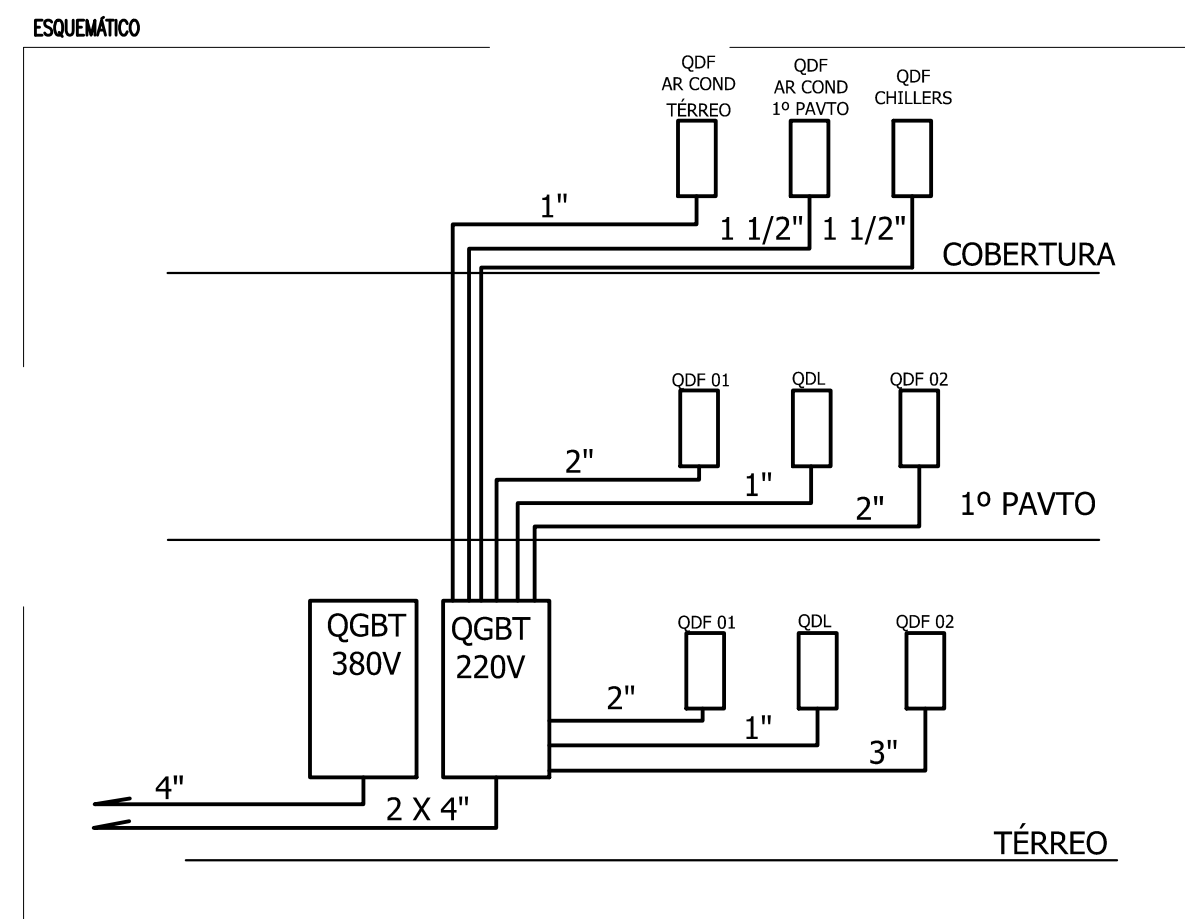 ESQUEMÁTICO
QDF
AR COND
TÉRREO
QDF
AR COND
1º PAVTO
QDF
CHILLERS
1"
1 1/2"
1 1/2"
COBERTURA
QDF 01
QDL
QDF 02
2"
1"
2"
1º PAVTO
QGBT
380V
QGBT
220V
QDF 01
QDL
QDF 02
2"
1"
3"
4"
2 X 4"
TÉRREO